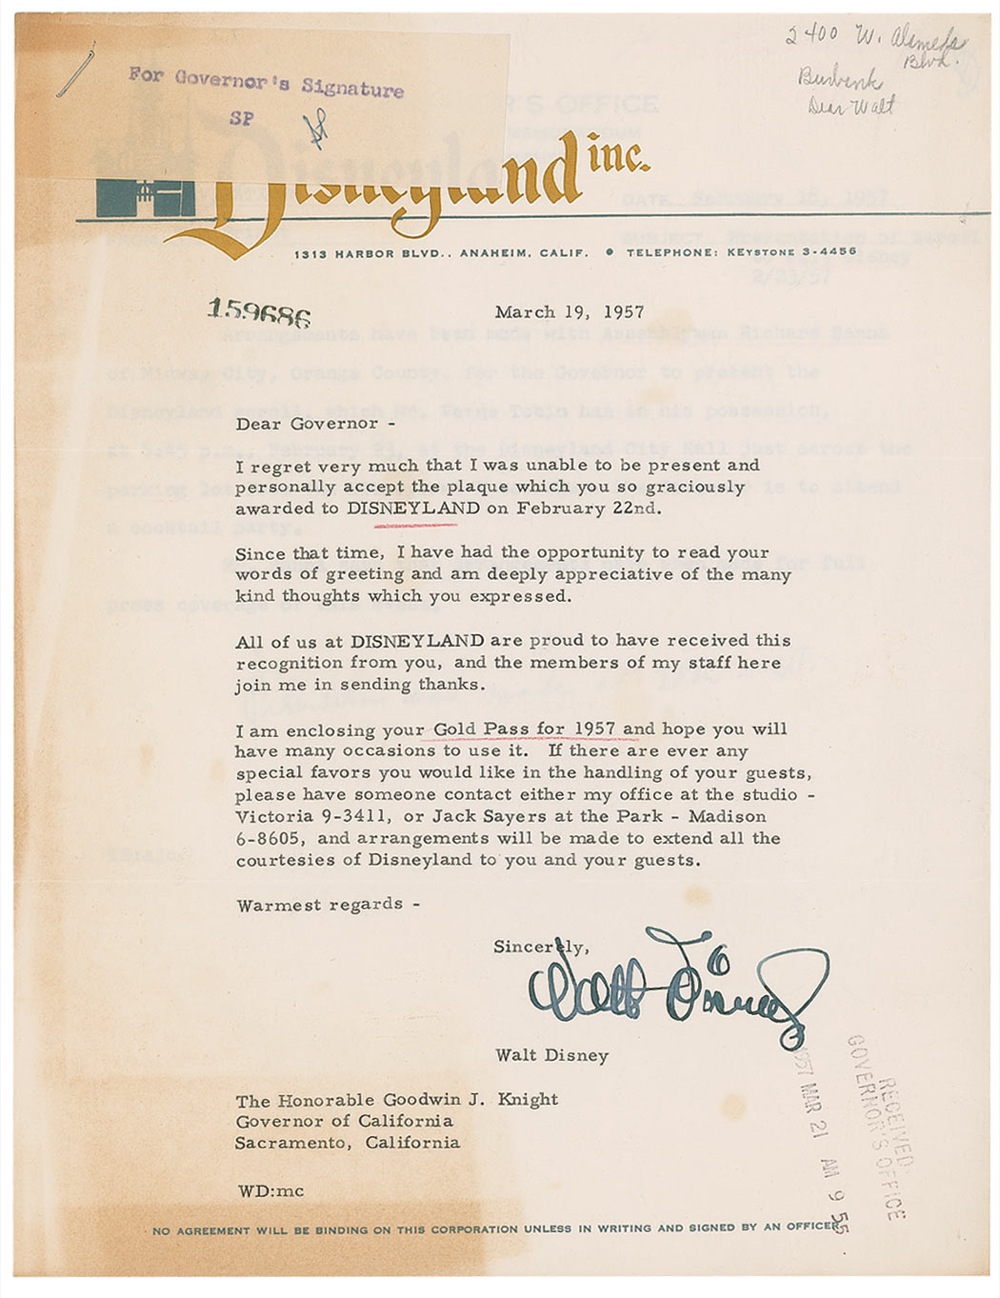 2400 W. Alameda
Blvd.
Burbank
Dear Walt
For Governor's Signature
SP
Disneyland inc.
1313 HARBOR BLVD., ANAHEIM, CALIF. • TELEPHONE: KEYSTONE 3-4456
159686
March 19, 1957
Dear Governor -
I regret very much that I was unable to be present and
personally accept the plaque which you so graciously
awarded to DISNEYLAND on February 22nd.
Since that time, I have had the opportunity to read your
words of greeting and am deeply appreciative of the many
kind thoughts which you expressed.
All of us at DISNEYLAND are proud to have received this
recognition from you, and the members of my staff here
join me in sending thanks.
I am enclosing your Gold Pass for 1957 and hope you will
have many occasions to use it. If there are ever any
special favors you would like in the handling of your guests,
please have someone contact either my office at the studio -
Victoria 9-3411, or Jack Sayers at the Park - Madison
6-8605, and arrangements will be made to extend all the
courtesies of Disneyland to you and your guests.
Warmest regards -
Sincerely,
Walt Disney
Walt Disney
The Honorable Goodwin J. Knight
Governor of California
Sacramento, California
WD:mc
RECEIVED
GOVERNOR'S OFFICE
1957 MAR 21 AM 9 55
NO AGREEMENT WILL BE BINDING ON THIS CORPORATION UNLESS IN WRITING AND SIGNED BY AN OFFICER